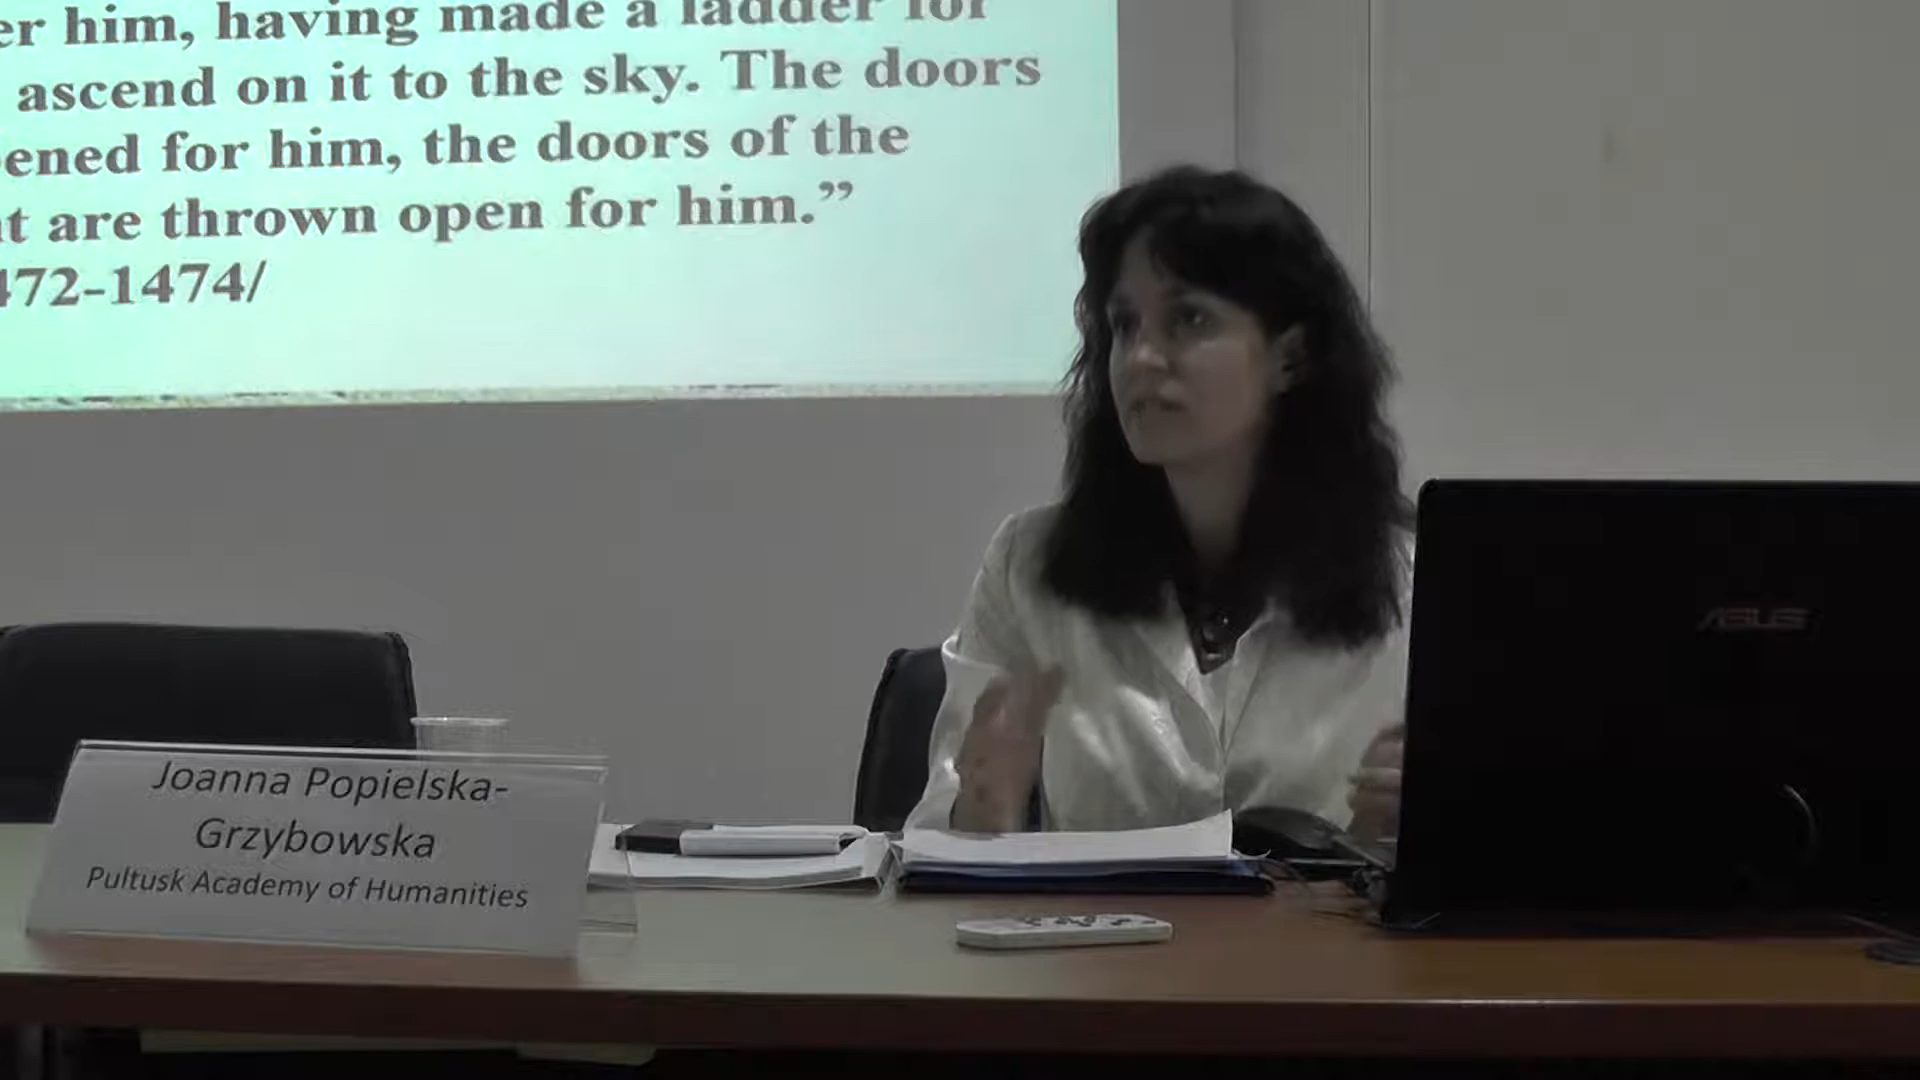 er him, having made a ladder for
ascend on it to the sky. The doors
ened for him, the doors of the
t are thrown open for him.”
472-1474/
ASUS
Joanna Popielska-
Grzybowska
Pultusk Academy of Humanities